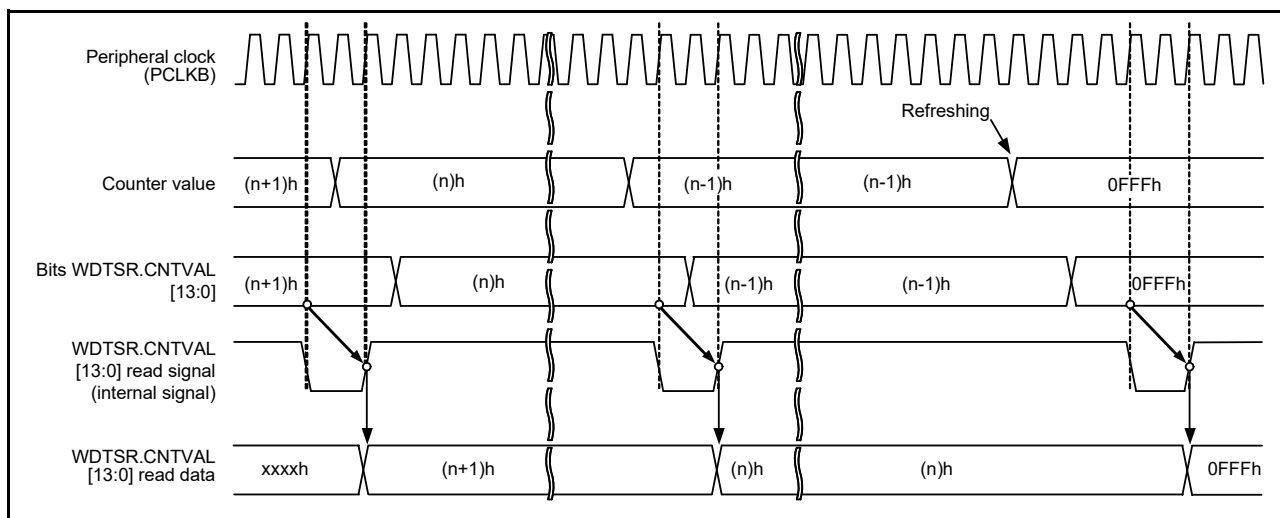 Peripheral clock
(PCLKB)
Refreshing
Counter value
(n+1)h
(n)h
(n-1)h
(n-1)h
0FFFh
Bits WDTSR.CNTVAL
[13:0]
(n+1)h
(n)h
(n-1)h
(n-1)h
0FFFh
WDTSR.CNTVAL
[13:0] read signal
(internal signal)
WDTSR.CNTVAL
[13:0] read data
xxxxh
(n+1)h
(n)h
(n)h
0FFFh